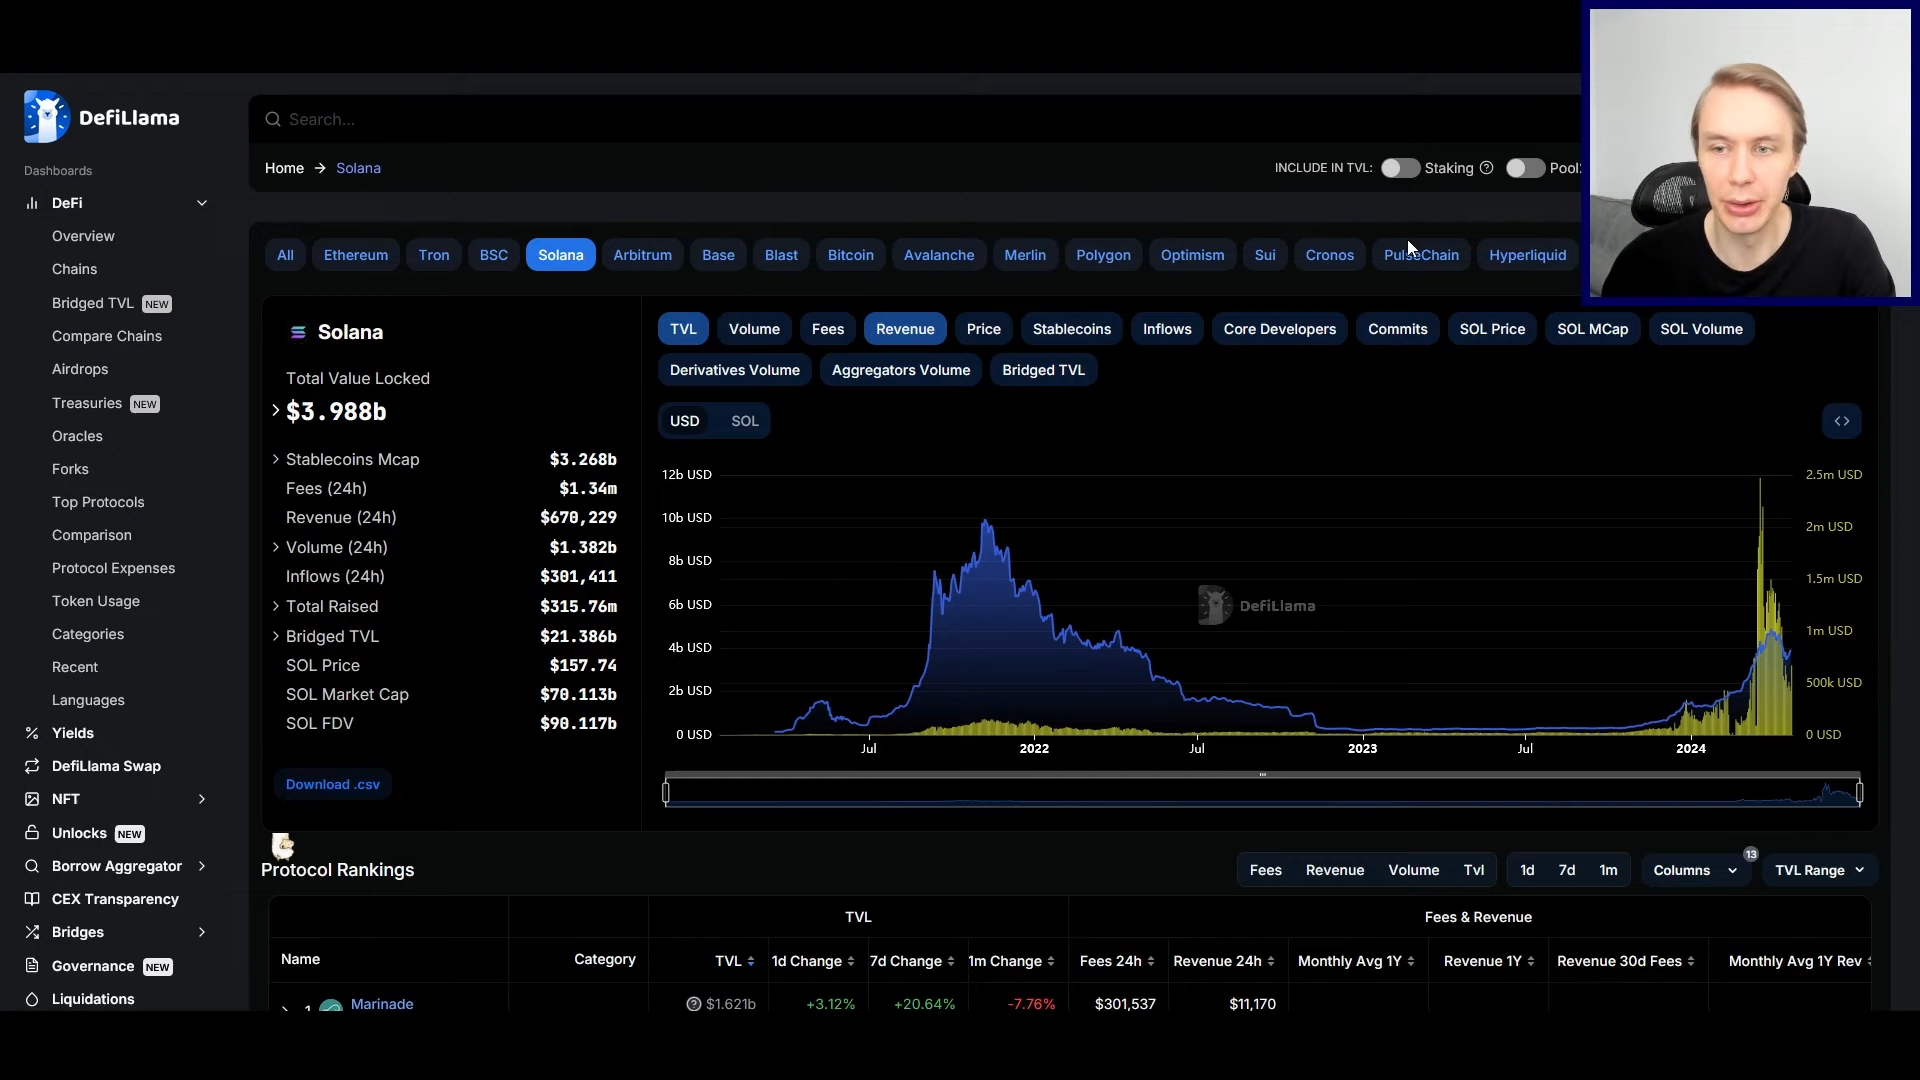 DefiLlama
Search...
Home → Solana
INCLUDE IN TVL: Staking Pool2
Dashboards
DeFi
Overview
Chains
Bridged TVL NEW
Compare Chains
Airdrops
Treasuries NEW
Oracles
Forks
Top Protocols
Comparison
Protocol Expenses
Token Usage
Categories
Recent
Languages
Yields
DefiLlama Swap
NFT
Unlocks NEW
Borrow Aggregator
CEX Transparency
Bridges
Governance NEW
Liquidations
All Ethereum Tron BSC Solana Arbitrum Base Blast Bitcoin Avalanche Merlin Polygon Optimism Sui Cronos PulseChain Hyperliquid
Solana
Total Value Locked
$3.988b
Stablecoins Mcap $3.268b
Fees (24h) $1.34m
Revenue (24h) $670,229
Volume (24h) $1.382b
Inflows (24h) $301,411
Total Raised $315.76m
Bridged TVL $21.386b
SOL Price $157.74
SOL Market Cap $70.113b
SOL FDV $90.117b
Download .csv
TVL Volume Fees Revenue Price Stablecoins Inflows Core Developers Commits SOL Price SOL MCap SOL Volume
Derivatives Volume Aggregators Volume Bridged TVL
USD SOL
12b USD
10b USD
8b USD
6b USD
4b USD
2b USD
0 USD
2.5m USD
2m USD
1.5m USD
1m USD
500k USD
0 USD
DefiLlama
Jul 2022 Jul 2023 Jul 2024
Protocol Rankings
Fees Revenue Volume Tvl 1d 7d 1m Columns 13 TVL Range
TVL Fees & Revenue
Name Category TVL 1d Change 7d Change 1m Change Fees 24h Revenue 24h Monthly Avg 1Y Revenue 1Y Revenue 30d Fees Monthly Avg 1Y Rev
1 Marinade $1.621b +3.12% +20.64% -7.76% $301,537 $11,170